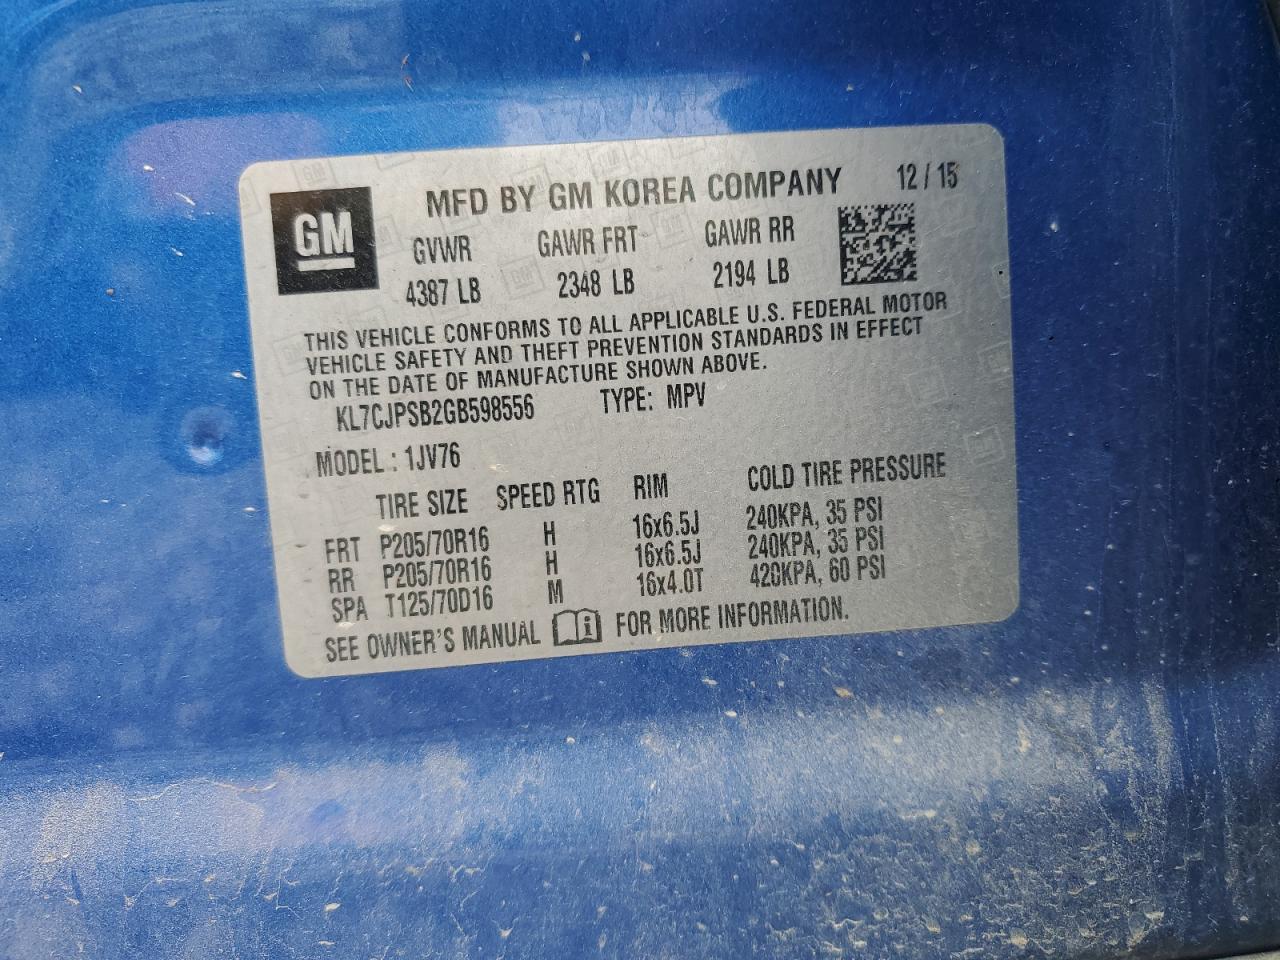 GM
MFD BY GM KOREA COMPANY 12/15
GVWR GAWR FRT GAWR RR
4387 LB 2348 LB 2194 LB
THIS VEHICLE CONFORMS TO ALL APPLICABLE U.S. FEDERAL MOTOR
VEHICLE SAFETY AND THEFT PREVENTION STANDARDS IN EFFECT
ON THE DATE OF MANUFACTURE SHOWN ABOVE.
KL7CJPSB2GB598556 TYPE: MPV
MODEL: 1JV76
TIRE SIZE SPEED RTG RIM COLD TIRE PRESSURE
FRT P205/70R16 H 16x6.5J 240KPA, 35 PSI
RR P205/70R16 H 16x6.5J 240KPA, 35 PSI
SPA T125/70D16 M 16x4.0T 420KPA, 60 PSI
SEE OWNER'S MANUAL FOR MORE INFORMATION.